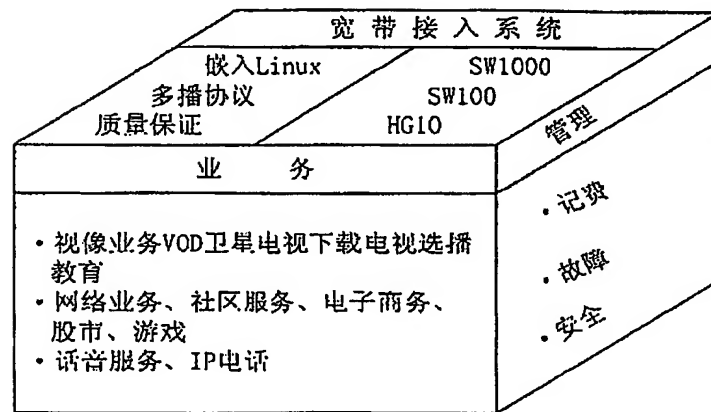 宽带接入系统
嵌入Linux SW1000
多播协议 SW100
质量保证 HG10
管理
业务
·记费
·视像业务VOD卫星电视下载电视选播
教育
·故障
·网络业务、社区服务、电子商务、
股市、游戏
·安全
·话音服务、IP电话